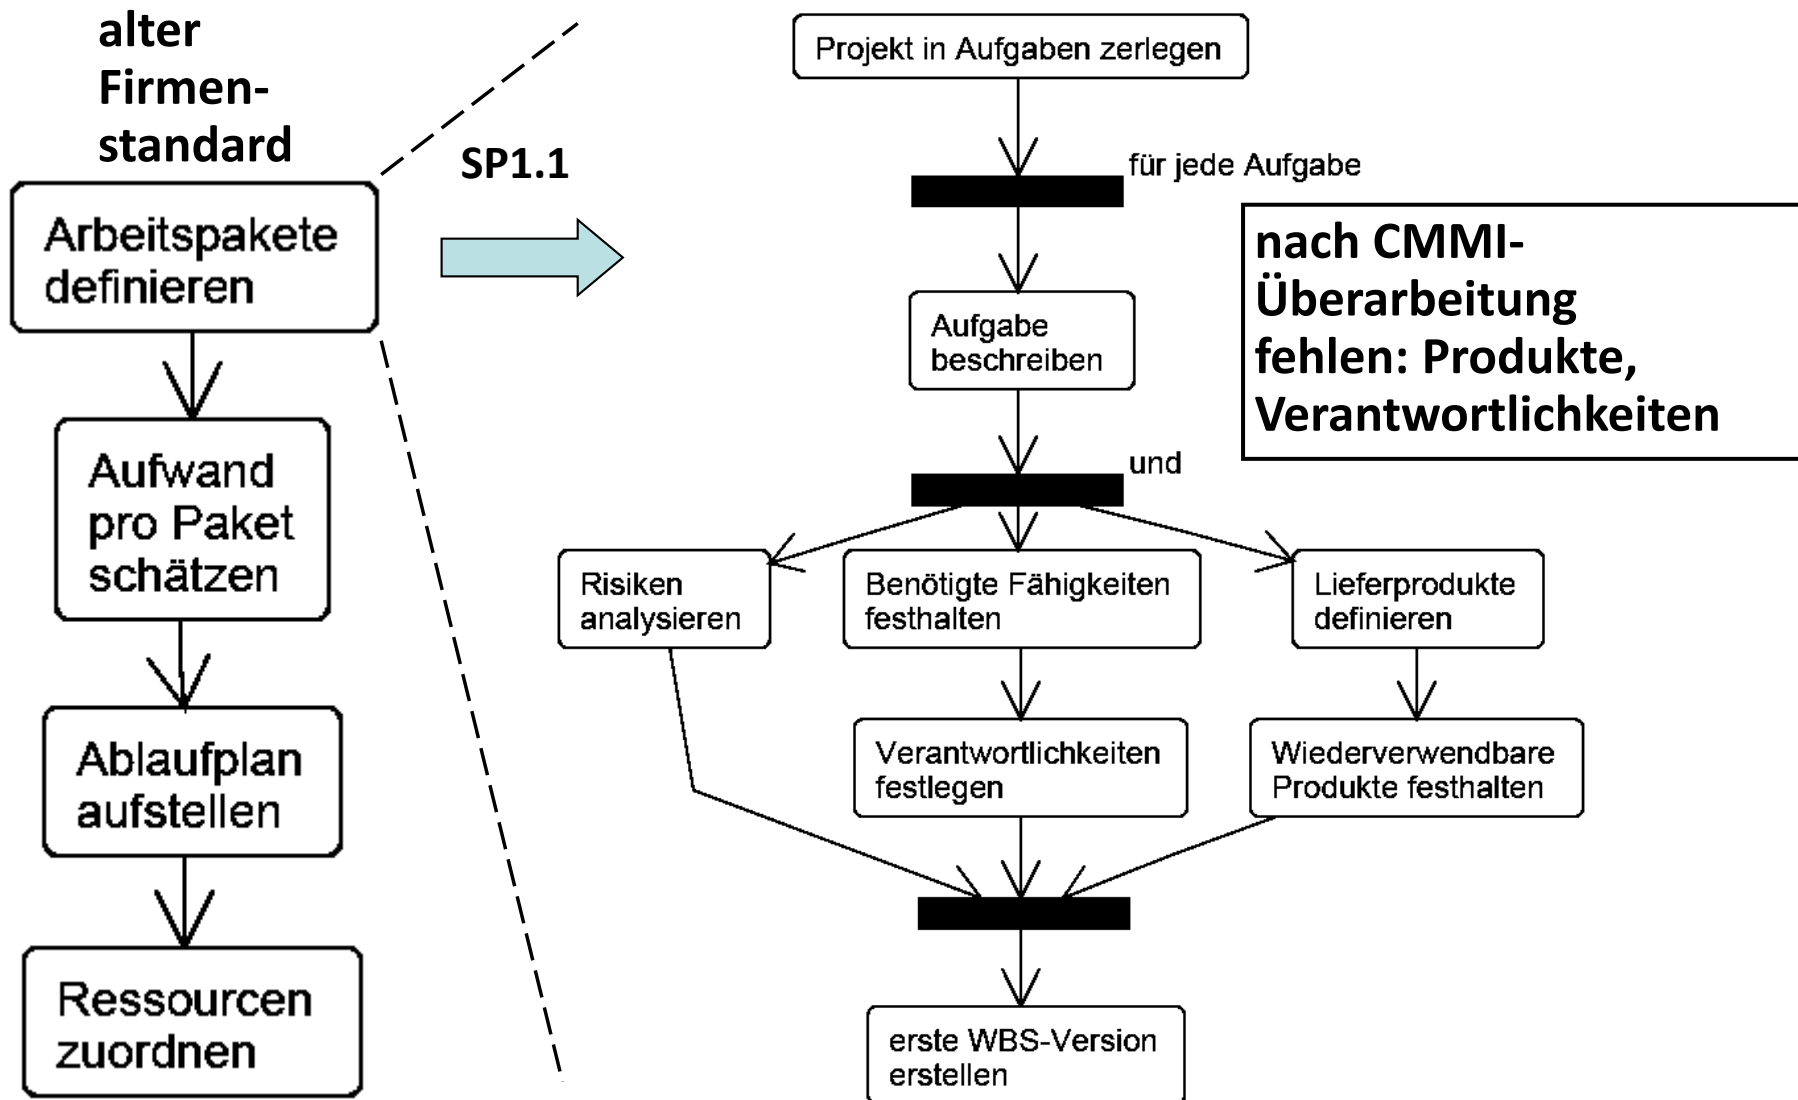 alter
Firmen-
standard
Arbeitspakete
definieren
Aufwand
pro Paket
schätzen
Ablaufplan
aufstellen
Ressourcen
zuordnen
SP1.1
Projekt in Aufgaben zerlegen
für jede Aufgabe
nach CMMI-
Überarbeitung
fehlen: Produkte,
Verantwortlichkeiten
Aufgabe
beschreiben
und
Risiken
analysieren
Benötigte Fähigkeiten
festhalten
Lieferprodukte
definieren
Verantwortlichkeiten
festlegen
Wiederverwendbare
Produkte festhalten
erste WBS-Version
erstellen